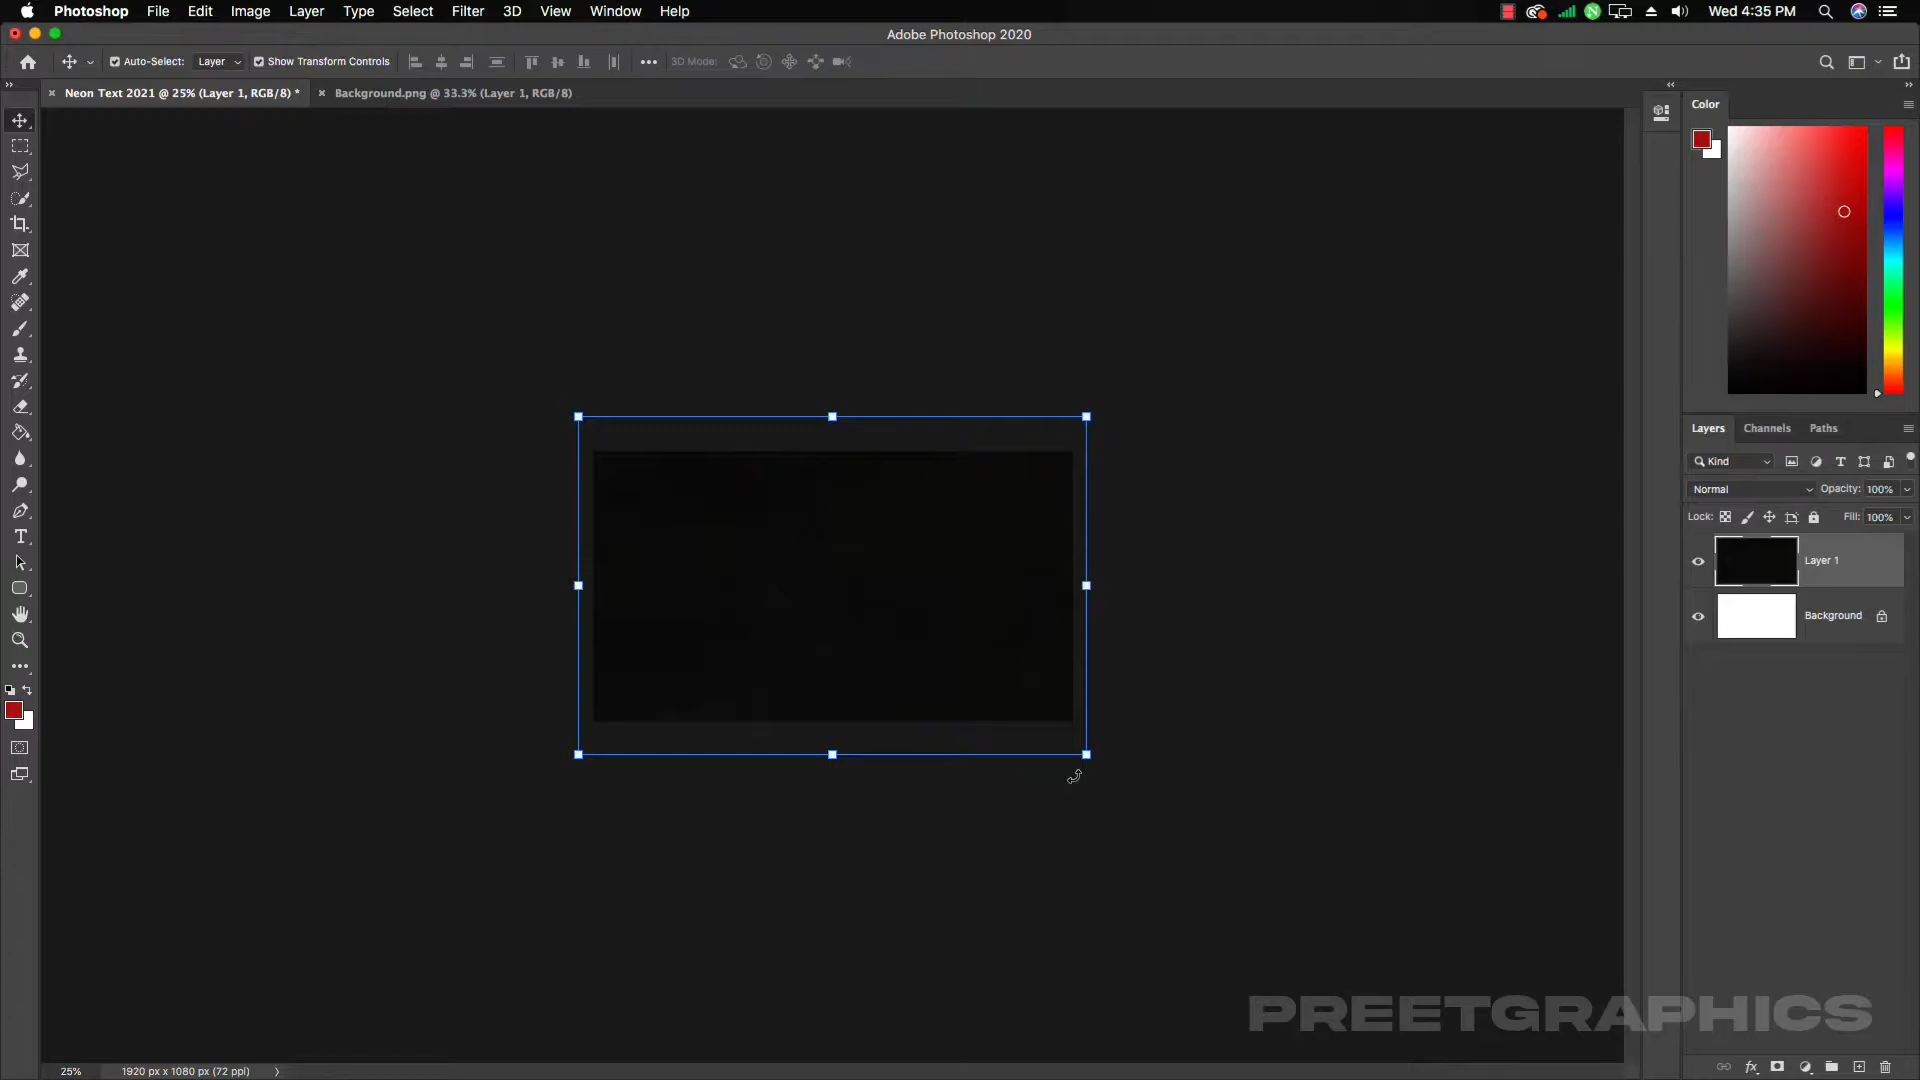 Photoshop File Edit Image Layer Type Select Filter 3D View Window Help Wed 4:35 PM
Adobe Photoshop 2020
Auto-Select: Layer Show Transform Controls 3D Mode:
Neon Text 2021 @ 25% (Layer 1, RGB/8) * Background.png @ 33.3% (Layer 1, RGB/8)
Color
Layers Channels Paths
Kind
Normal Opacity: 100%
Lock: Fill: 100%
Layer 1
Background
PREETGRAPHICS
25% 1920 px x 1080 px (72 ppi)